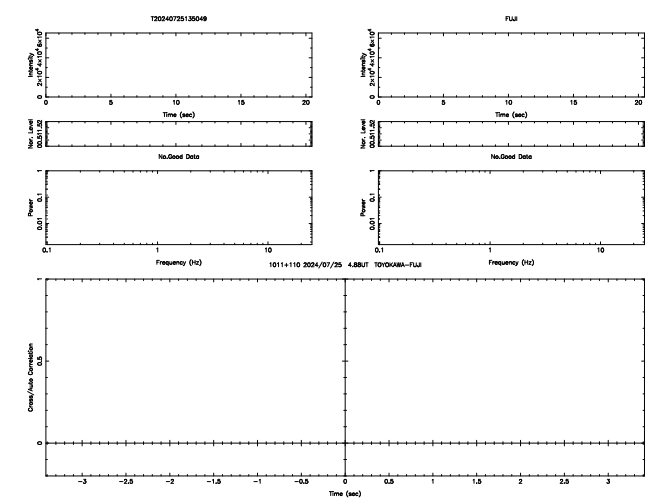 T20240725135049 FUJI
Intensity
0 2×10⁴ 4×10⁴ 6×10⁴
0 5 10 15 20
Time (sec)
Intensity
0 2×10⁴ 4×10⁴ 6×10⁴
0 5 10 15 20
Time (sec)
Nor. Level
00.511.52
Nor. Level
00.511.52
No.Good Data
No.Good Data
Power
1
0.1
0.01
0.1 1 10
Frequency (Hz)
Power
1
0.1
0.01
0.1 1 10
Frequency (Hz)
1011+110 2024/07/25 4.88UT TOYOKAWA-FUJI
Cross/Auto Correlation
1
0.5
0
-3 -2.5 -2 -1.5 -1 -0.5 0 0.5 1 1.5 2 2.5 3
Time (sec)